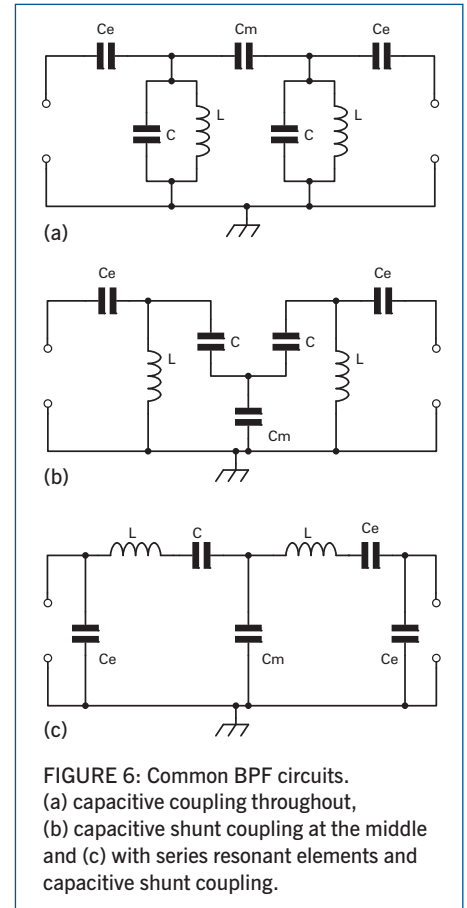 Ce Cm Ce
C L C L
(a)
Ce Ce
C C
L L
Cm
(b)
L C L Ce
Ce Cm Ce
(c)
FIGURE 6: Common BPF circuits.
(a) capacitive coupling throughout,
(b) capacitive shunt coupling at the middle
and (c) with series resonant elements and
capacitive shunt coupling.